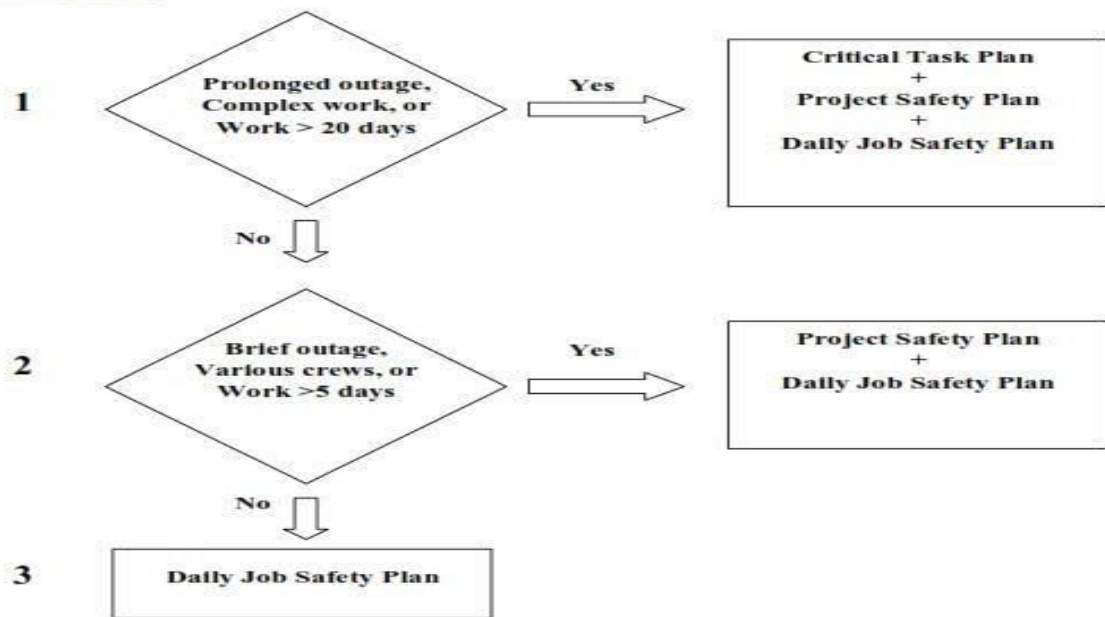 1
Prolonged outage,
Complex work, or
Work > 20 days
Yes
Critical Task Plan
+
Project Safety Plan
+
Daily Job Safety Plan
No
2
Brief outage,
Various crews, or
Work >5 days
Yes
Project Safety Plan
+
Daily Job Safety Plan
No
3
Daily Job Safety Plan